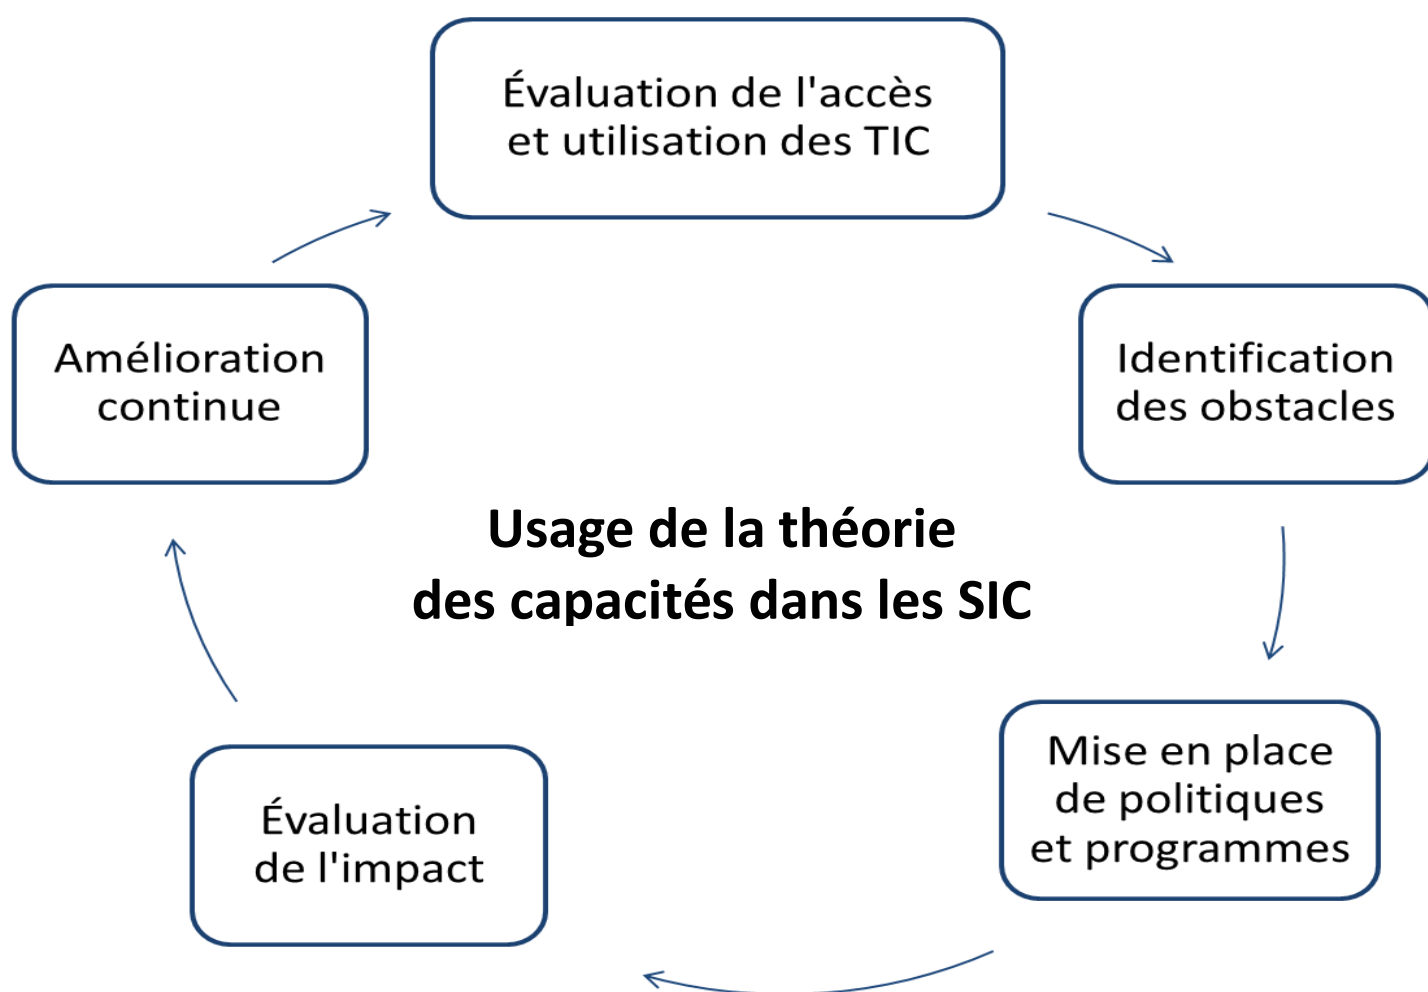 Évaluation de l'accès
et utilisation des TIC
Identification
des obstacles
Mise en place
de politiques
et programmes
Évaluation
de l'impact
Amélioration
continue
Usage de la théorie
des capacités dans les SIC